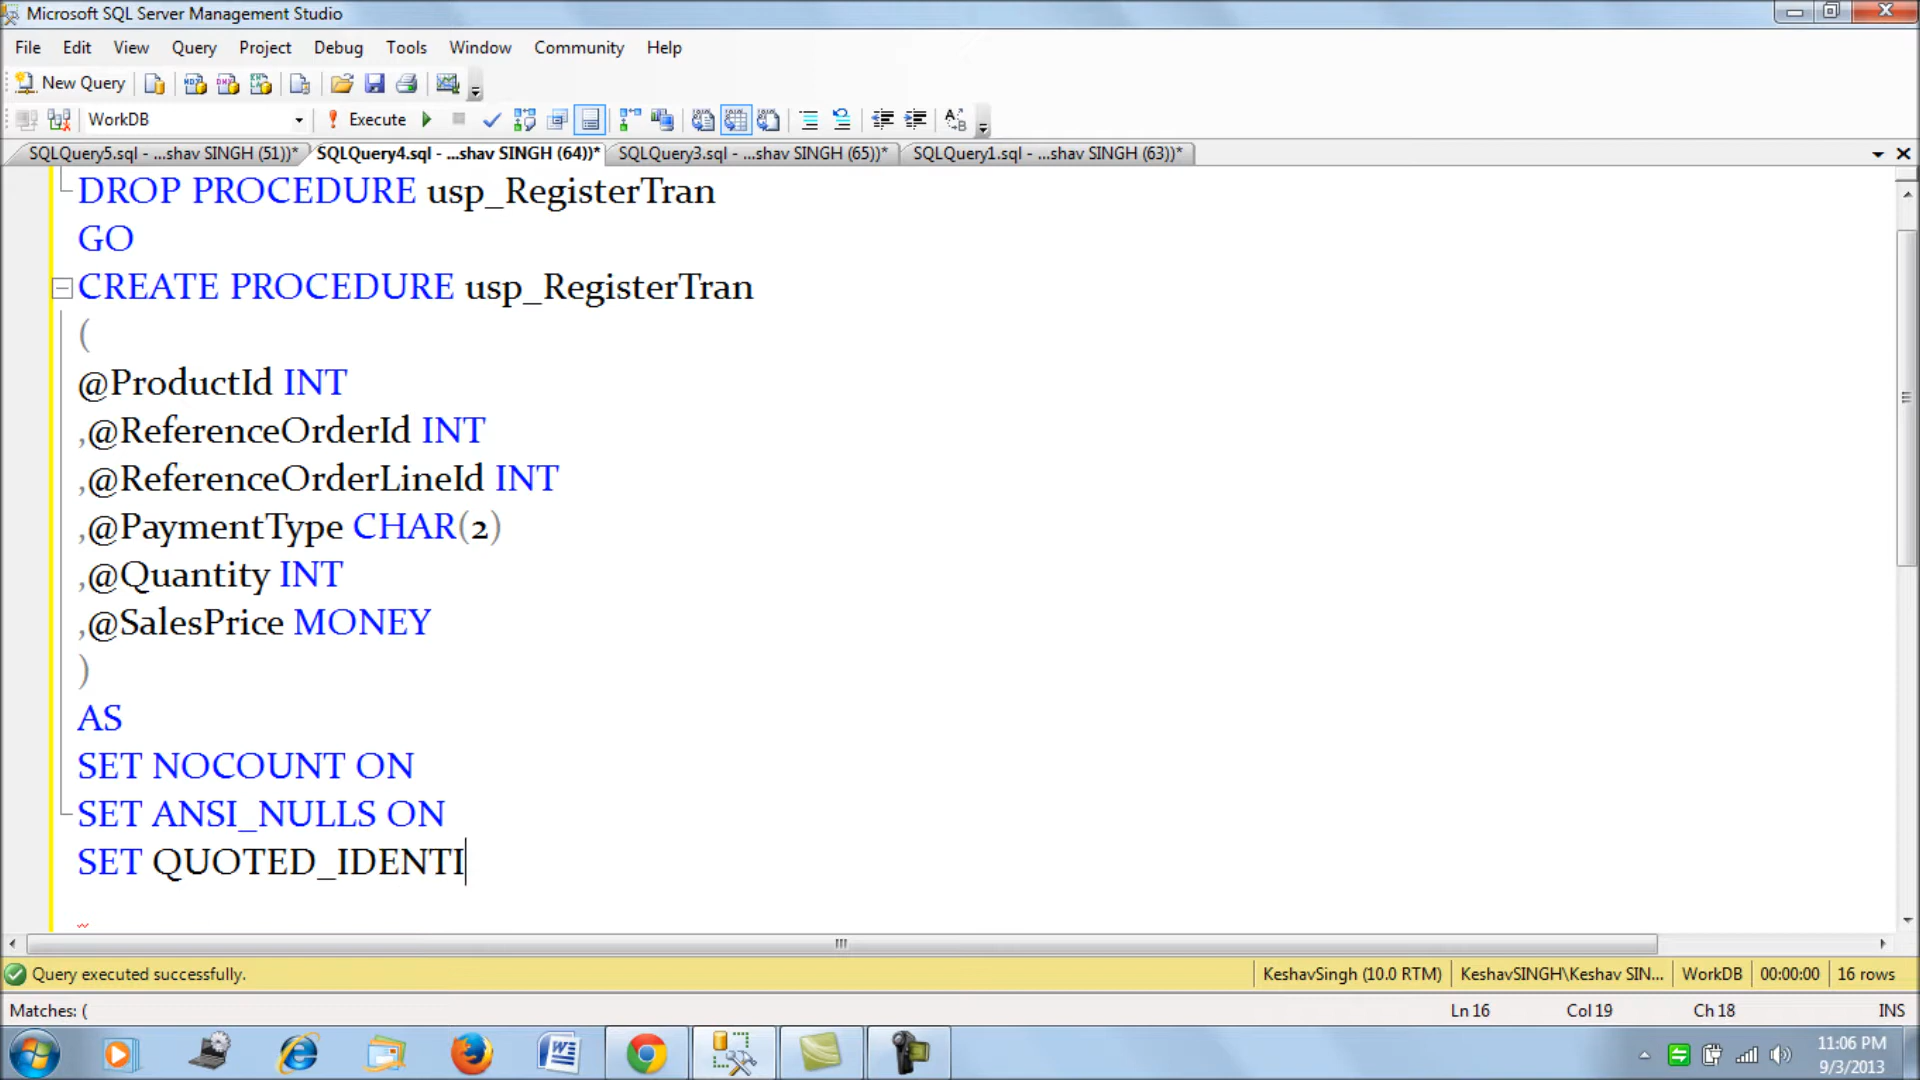 Microsoft SQL Server Management Studio
File Edit View Query Project Debug Tools Window Community Help
New Query
WorkDB Execute
SQLQuery5.sql - ...shav SINGH (51))* SQLQuery4.sql - ...shav SINGH (64))* SQLQuery3.sql - ...shav SINGH (65))* SQLQuery1.sql - ...shav SINGH (63))*
DROP PROCEDURE usp_RegisterTran
GO
CREATE PROCEDURE usp_RegisterTran
(
@ProductId INT
,@ReferenceOrderId INT
,@ReferenceOrderLineId INT
,@PaymentType CHAR(2)
,@Quantity INT
,@SalesPrice MONEY
)
AS
SET NOCOUNT ON
SET ANSI_NULLS ON
SET QUOTED_IDENTI
Query executed successfully. KeshavSingh (10.0 RTM) KeshavSINGH\Keshav SIN... WorkDB 00:00:00 16 rows
Matches: ( Ln 16 Col 19 Ch 18 INS
11:06 PM
9/3/2013